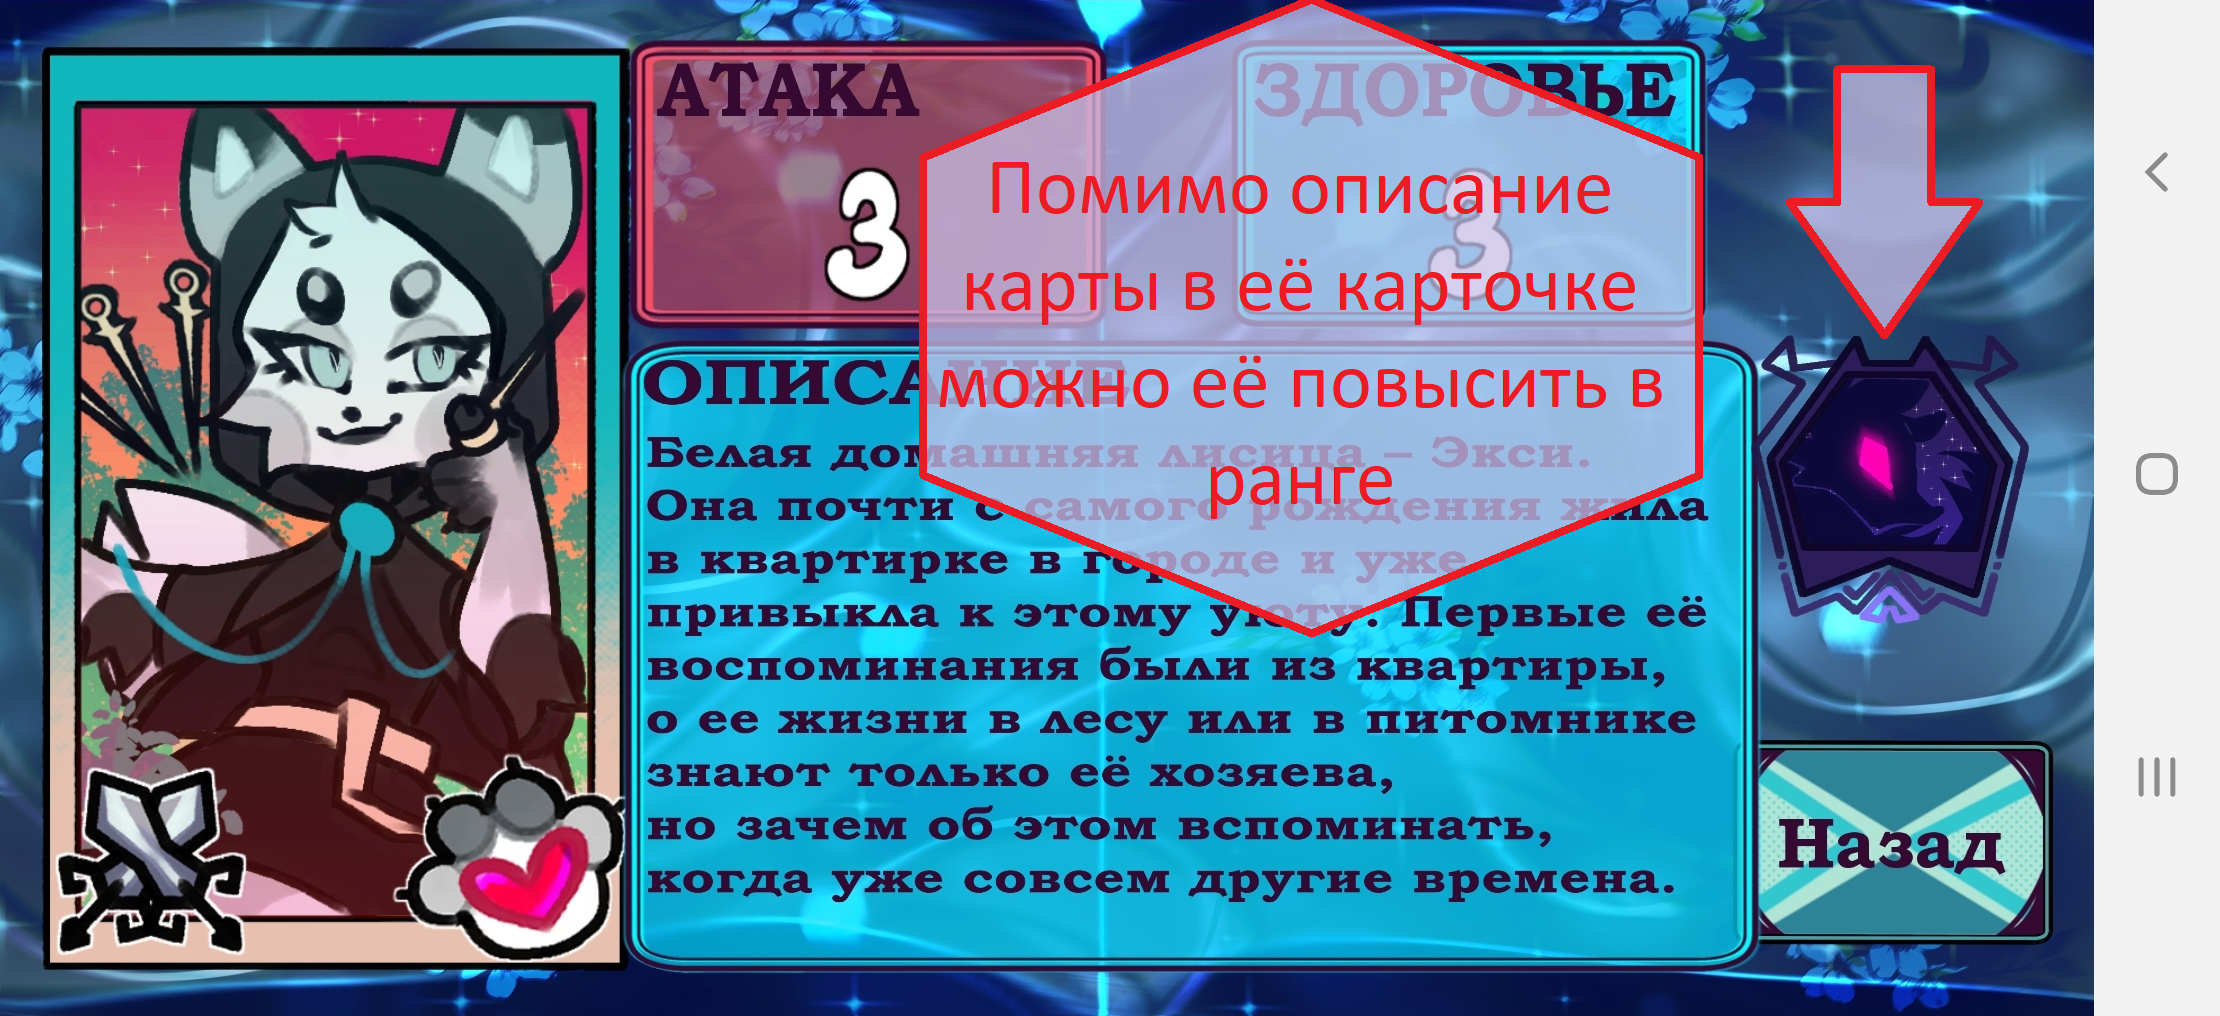 АТАКА
ЗДОРОВЬЕ
3
3
Помимо описание
карты в её карточке
можно её повысить в
ранге
ОПИСАНИЕ
Белая домашняя лисица – Экси.
Она почти с самого рождения жила
в квартирке в городе и уже
привыкла к этому уюту. Первые её
воспоминания были из квартиры,
о ее жизни в лесу или в питомнике
знают только её хозяева,
но зачем об этом вспоминать,
когда уже совсем другие времена.
Назад